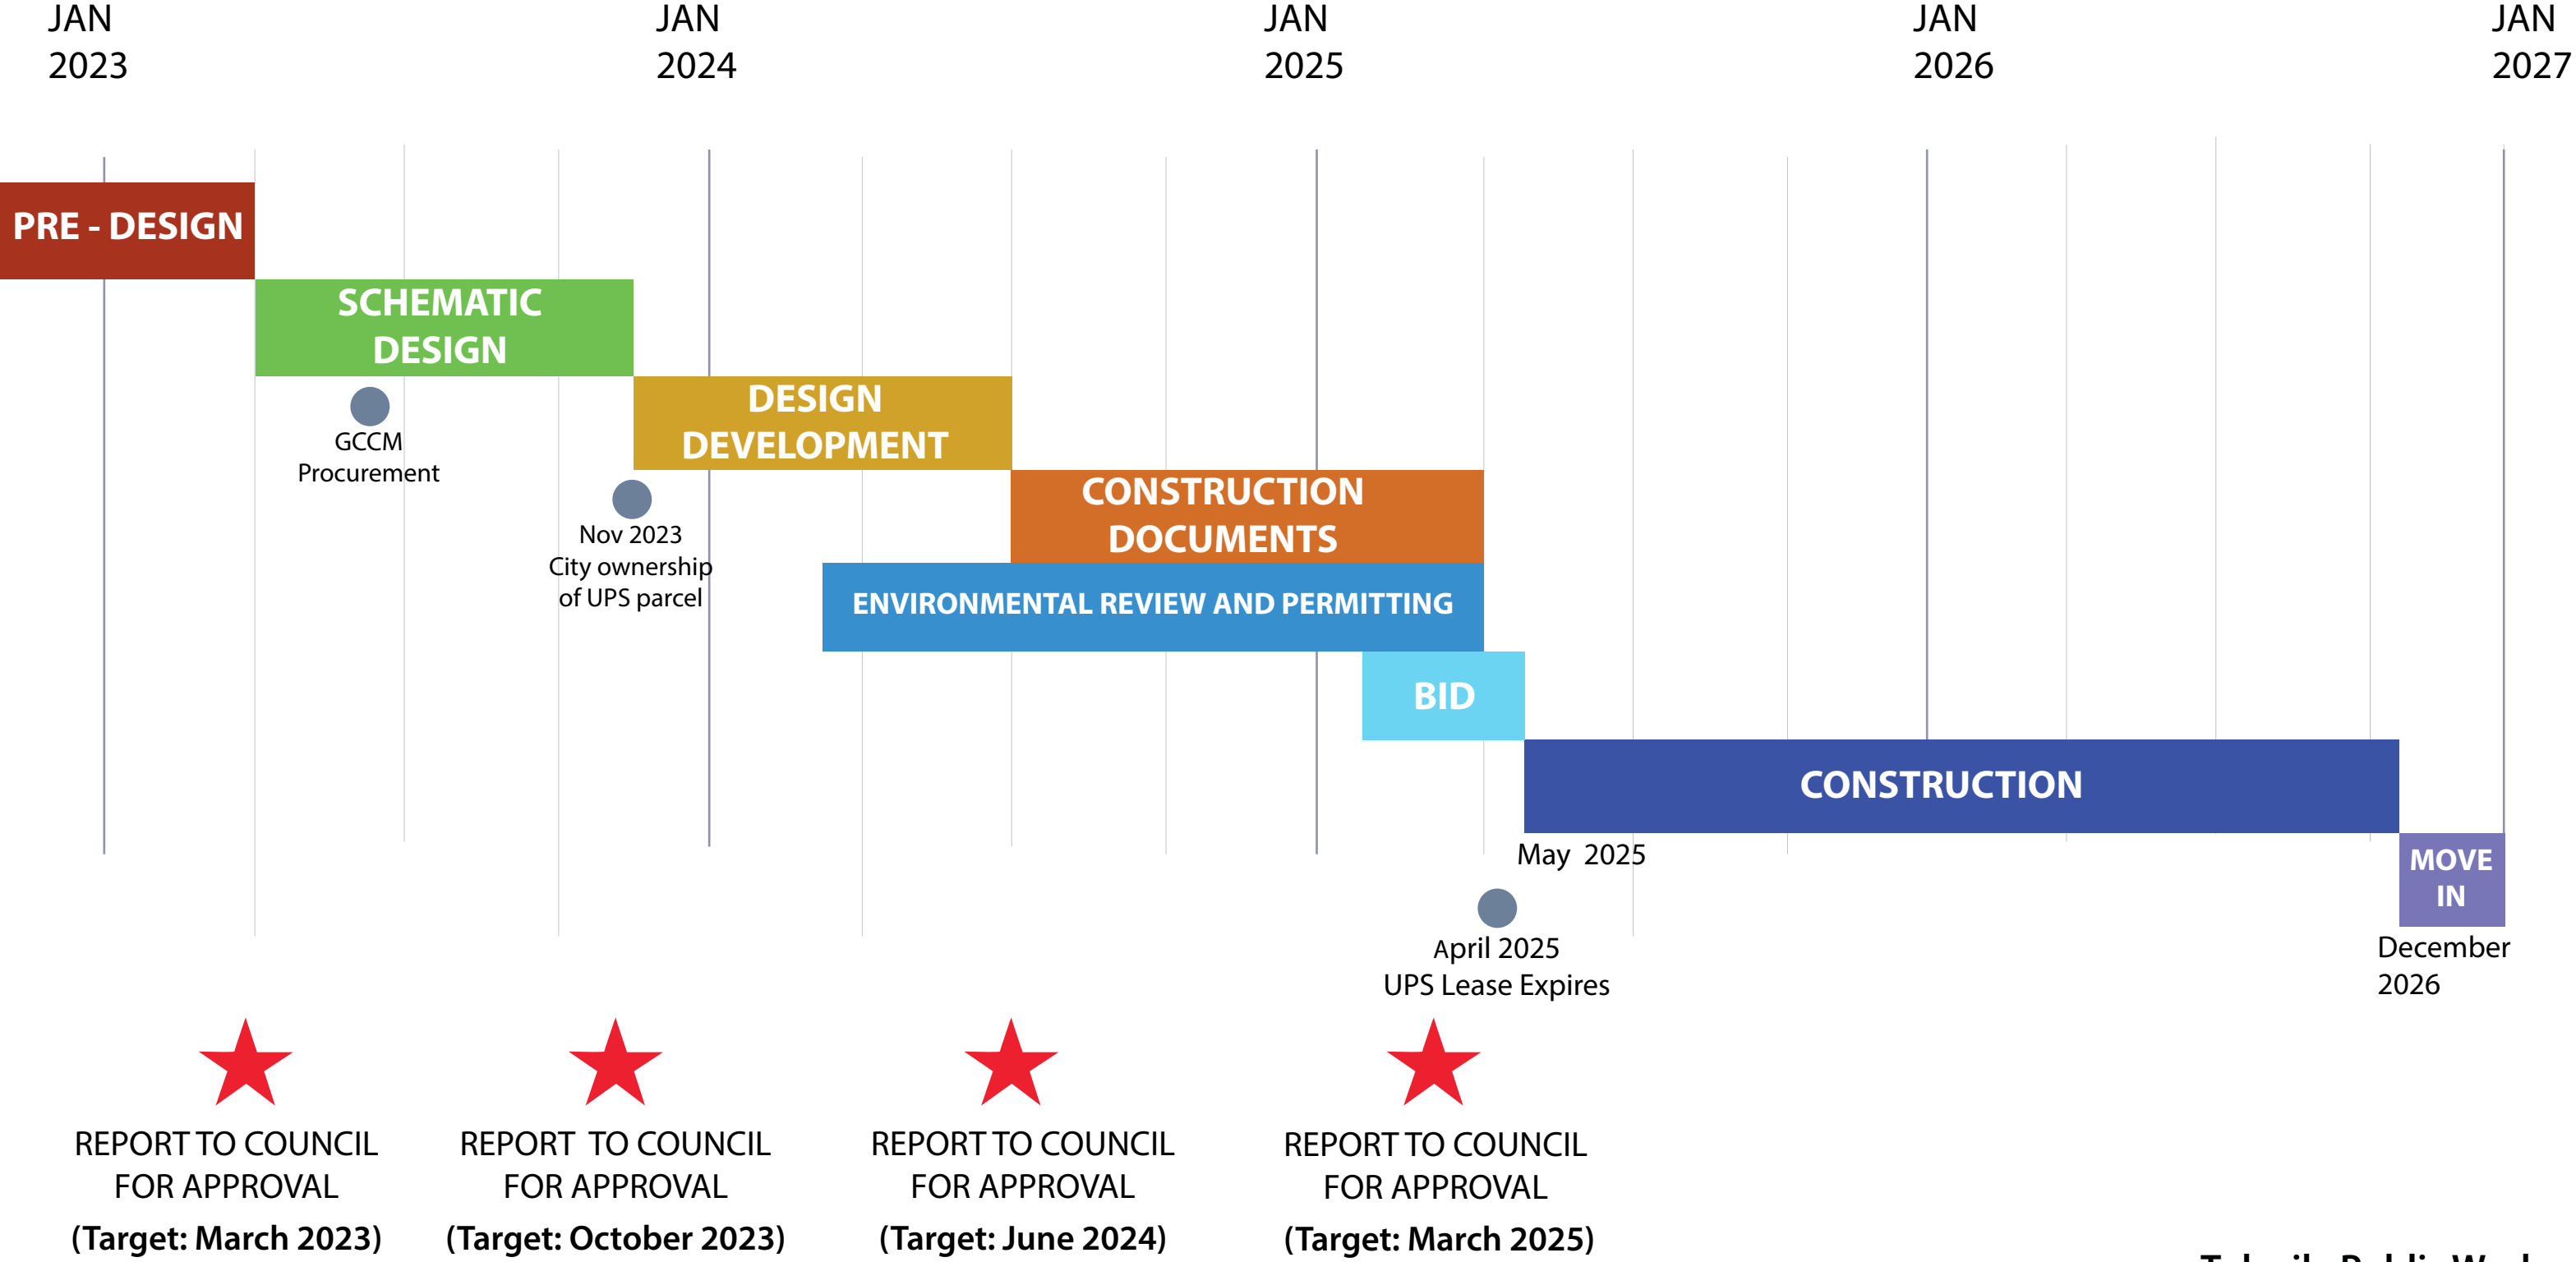 JAN
2023
JAN
2024
JAN
2025
JAN
2026
JAN
2027
PRE - DESIGN
SCHEMATIC
DESIGN
GCCM
Procurement
DESIGN
DEVELOPMENT
Nov 2023
City ownership
of UPS parcel
CONSTRUCTION
DOCUMENTS
ENVIRONMENTAL REVIEW AND PERMITTING
BID
CONSTRUCTION
May 2025
MOVE
IN
April 2025
UPS Lease Expires
December
2026
REPORT TO COUNCIL
FOR APPROVAL
(Target: March 2023)
REPORT TO COUNCIL
FOR APPROVAL
(Target: October 2023)
REPORT TO COUNCIL
FOR APPROVAL
(Target: June 2024)
REPORT TO COUNCIL
FOR APPROVAL
(Target: March 2025)